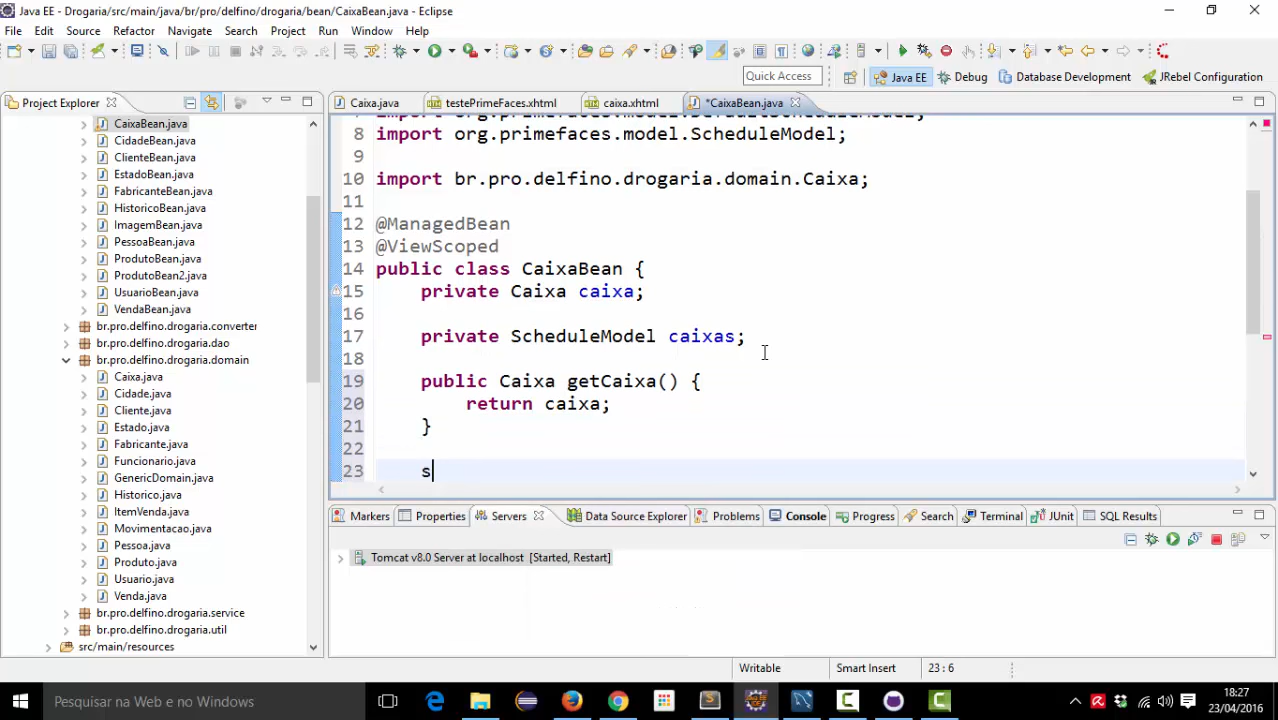 Java EE - Drogaria/src/main/java/br/pro/delfino/drogaria/bean/CaixaBean.java - Eclipse
File Edit Source Refactor Navigate Search Project Run Window Help
Quick Access
Java EE
Debug
Database Development
JRebel Configuration
Project Explorer
CaixaBean.java
CidadeBean.java
ClienteBean.java
EstadoBean.java
FabricanteBean.java
HistoricoBean.java
ImagemBean.java
PessoaBean.java
ProdutoBean.java
ProdutoBean2.java
UsuarioBean.java
VendaBean.java
br.pro.delfino.drogaria.converter
br.pro.delfino.drogaria.dao
br.pro.delfino.drogaria.domain
Caixa.java
Cidade.java
Cliente.java
Estado.java
Fabricante.java
Funcionario.java
GenericDomain.java
Historico.java
ItemVenda.java
Movimentacao.java
Pessoa.java
Produto.java
Usuario.java
Venda.java
br.pro.delfino.drogaria.service
br.pro.delfino.drogaria.util
src/main/resources
Caixa.java testePrimeFaces.xhtml caixa.xhtml *CaixaBean.java
7 import org.primefaces.model.DefaultScheduleModel;
8 import org.primefaces.model.ScheduleModel;
9
10 import br.pro.delfino.drogaria.domain.Caixa;
11
12 @ManagedBean
13 @ViewScoped
14 public class CaixaBean {
15 private Caixa caixa;
16
17 private ScheduleModel caixas;
18
19 public Caixa getCaixa() {
20 return caixa;
21 }
22
23 s
Markers Properties Servers Data Source Explorer Problems Console Progress Search Terminal JUnit SQL Results
Tomcat v8.0 Server at localhost [Started, Restart]
Writable Smart Insert 23 : 6
Pesquisar na Web e no Windows
18:27
23/04/2016